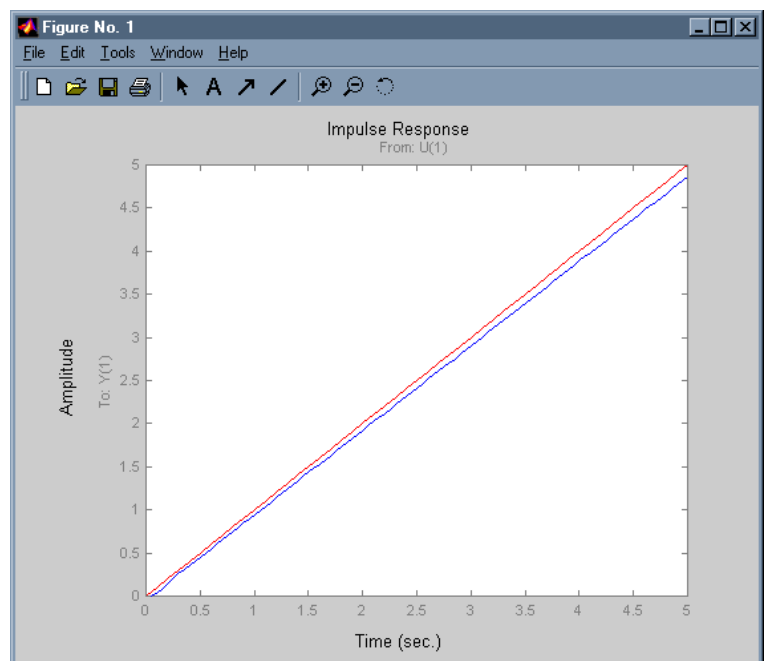 Figure No. 1
File Edit Tools Window Help
A
Impulse Response
From: U(1)
5
4.5
4
3.5
3
2.5
2
1.5
1
0.5
0
Amplitude
To: Y(1)
0 0.5 1 1.5 2 2.5 3 3.5 4 4.5 5
Time (sec.)